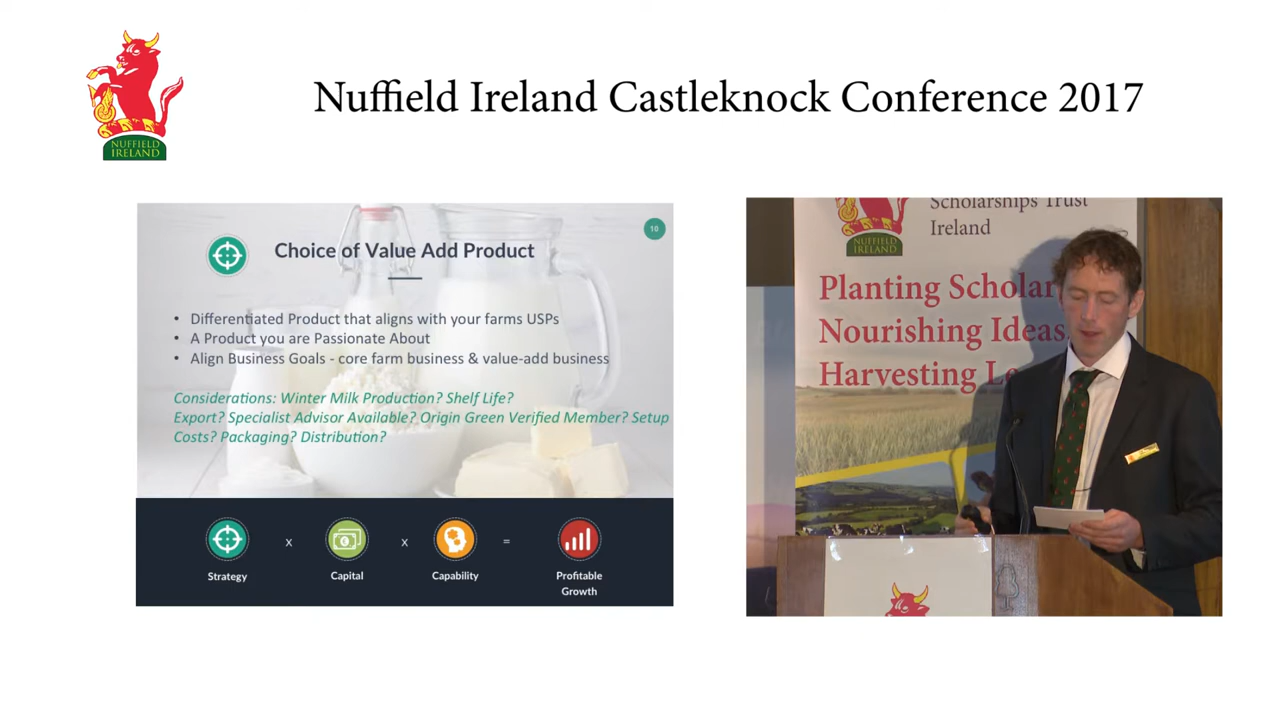 Nuffield Ireland Castleknock Conference 2017
NUFFIELD
IRELAND
10
Choice of Value Add Product
• Differentiated Product that aligns with your farms USPs
• A Product you are Passionate About
• Align Business Goals - core farm business & value-add business
Considerations: Winter Milk Production? Shelf Life?
Export? Specialist Advisor Available? Origin Green Verified Member? Setup
Costs? Packaging? Distribution?
Strategy x Capital x Capability = Profitable
Growth
Scholarships Trust
Ireland
NUFFIELD
IRELAND
Planting Scholar
Nourishing Ideas,
Harvesting Le